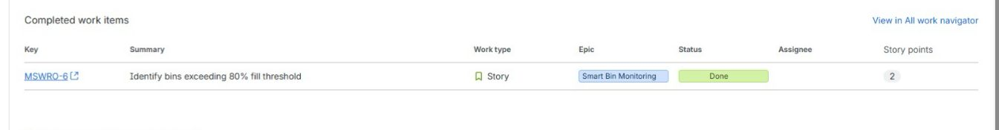 Completed work items
View in All work navigator
Key Summary Work type Epic Status Assignee Story points
MSWRO-6 Identify bins exceeding 80% fill threshold Story Smart Bin Monitoring Done 2